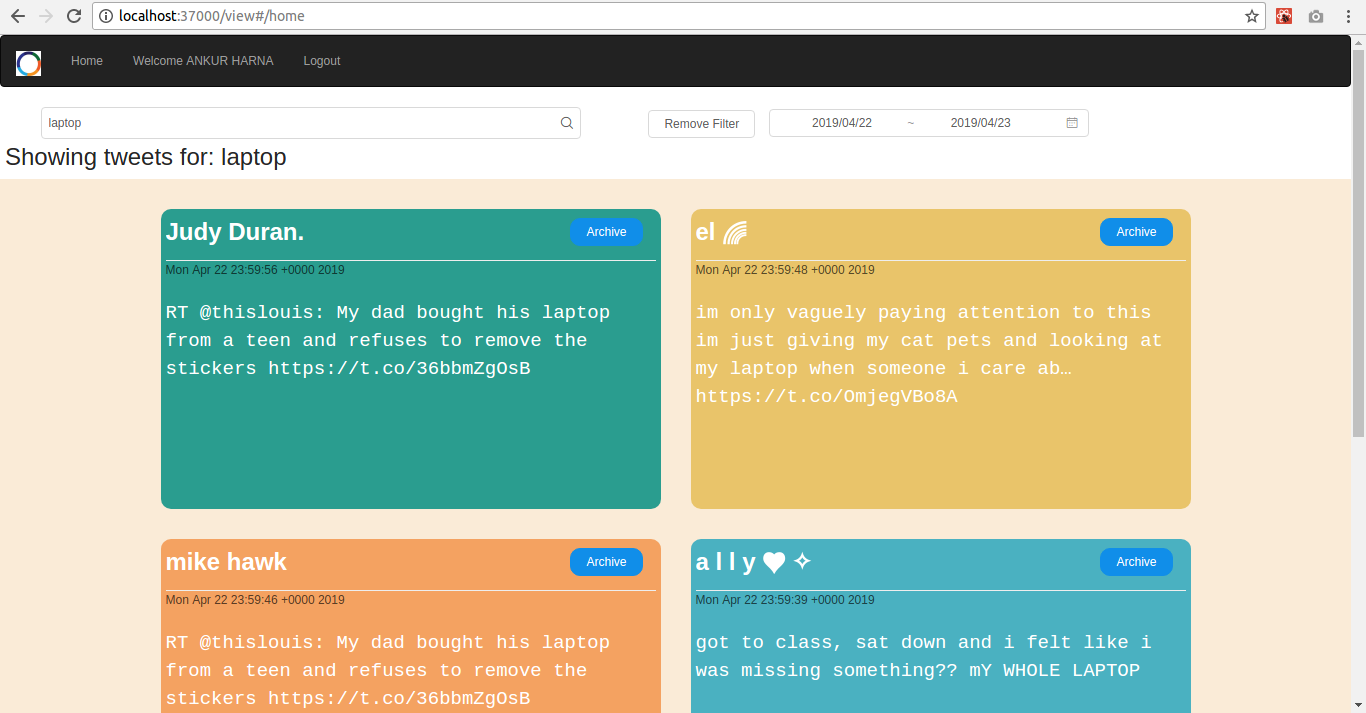 localhost:37000/view#/home
Home Welcome ANKUR HARNA Logout
laptop Remove Filter 2019/04/22 ~ 2019/04/23
Showing tweets for: laptop
Judy Duran. Archive
Mon Apr 22 23:59:56 +0000 2019
RT @thislouis: My dad bought his laptop
from a teen and refuses to remove the
stickers https://t.co/36bbmZgOsB
el 🌈 Archive
Mon Apr 22 23:59:48 +0000 2019
im only vaguely paying attention to this
im just giving my cat pets and looking at
my laptop when someone i care ab…
https://t.co/OmjegVBo8A
mike hawk Archive
Mon Apr 22 23:59:46 +0000 2019
RT @thislouis: My dad bought his laptop
from a teen and refuses to remove the
stickers https://t.co/36bbmZgOsB
a l l y ♥ ✧ Archive
Mon Apr 22 23:59:39 +0000 2019
got to class, sat down and i felt like i
was missing something?? mY WHOLE LAPTOP